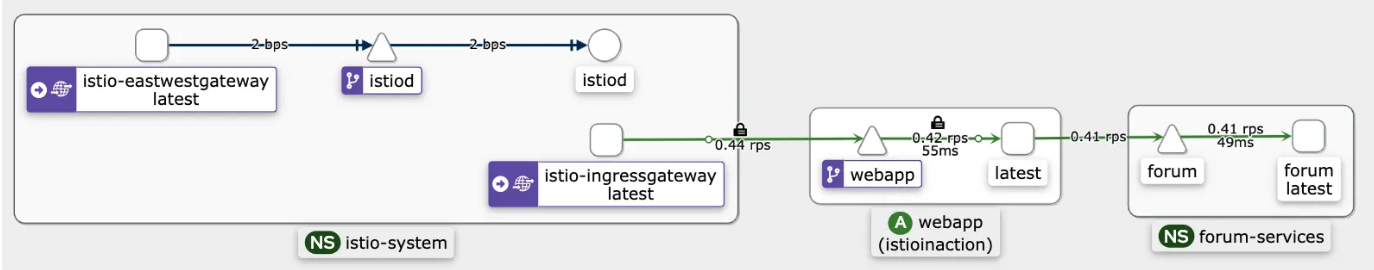 2 bps
2 bps
istio-eastwestgateway
latest
istiod
istiod
0.44 rps
0.42 rps
55ms
0.41 rps
0.41 rps
49ms
istio-ingressgateway
latest
webapp
latest
forum
forum
latest
NS istio-system
A webapp
(istioinaction)
NS forum-services